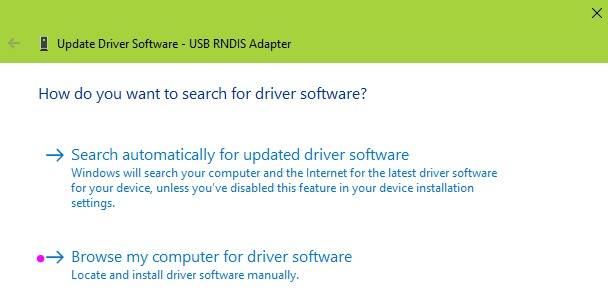 Update Driver Software - USB RNDIS Adapter
How do you want to search for driver software?
Search automatically for updated driver software
Windows will search your computer and the Internet for the latest driver software
for your device, unless you've disabled this feature in your device installation
settings.
Browse my computer for driver software
Locate and install driver software manually.